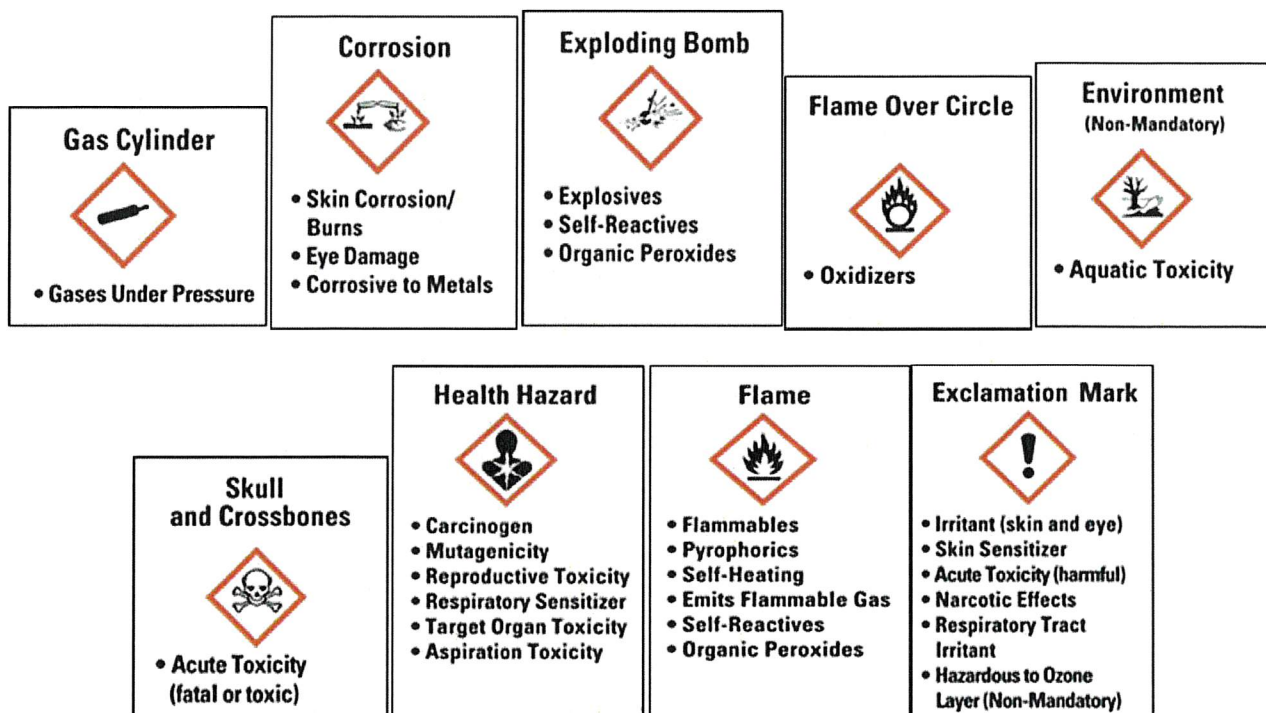 Gas Cylinder
• Gases Under Pressure
Corrosion
• Skin Corrosion/
Burns
• Eye Damage
• Corrosive to Metals
Exploding Bomb
• Explosives
• Self-Reactives
• Organic Peroxides
Flame Over Circle
• Oxidizers
Environment
(Non-Mandatory)
• Aquatic Toxicity
Skull
and Crossbones
• Acute Toxicity
(fatal or toxic)
Health Hazard
• Carcinogen
• Mutagenicity
• Reproductive Toxicity
• Respiratory Sensitizer
• Target Organ Toxicity
• Aspiration Toxicity
Flame
• Flammables
• Pyrophorics
• Self-Heating
• Emits Flammable Gas
• Self-Reactives
• Organic Peroxides
Exclamation Mark
• Irritant (skin and eye)
• Skin Sensitizer
• Acute Toxicity (harmful)
• Narcotic Effects
• Respiratory Tract
Irritant
• Hazardous to Ozone
Layer (Non-Mandatory)